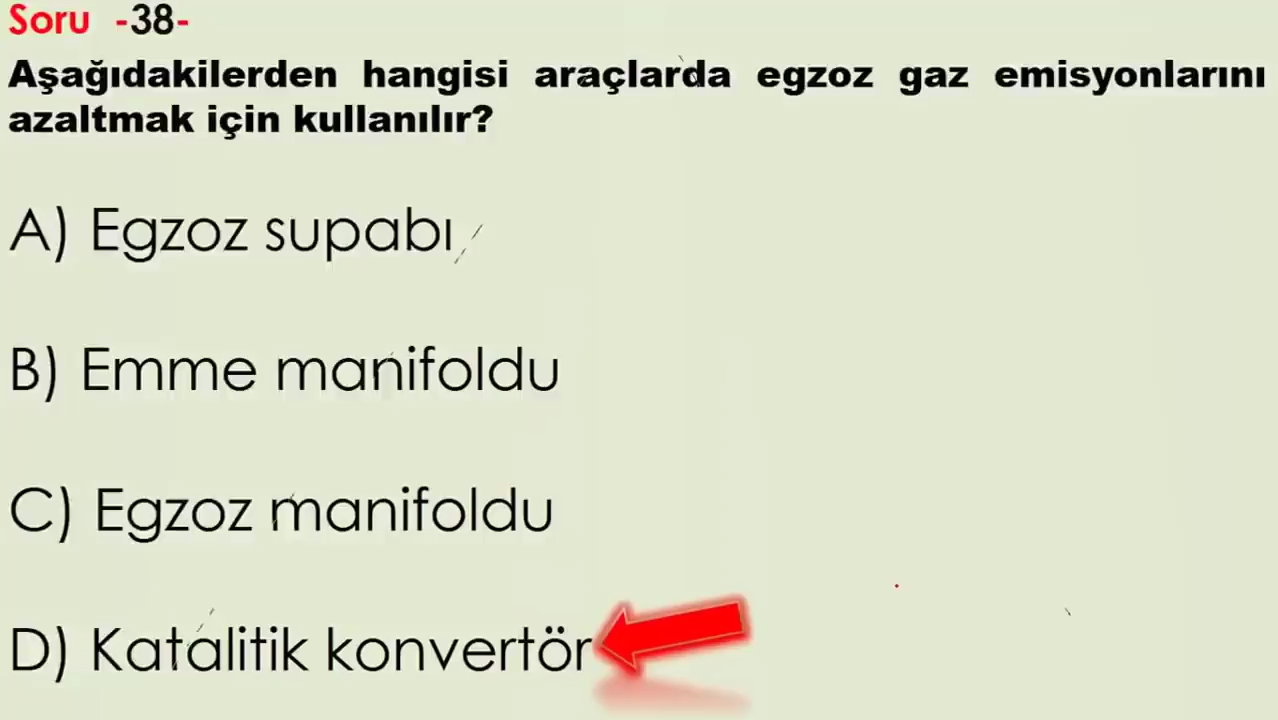 Soru -38-
Aşağıdakilerden hangisi araçlarda egzoz gaz emisyonlarını
azaltmak için kullanılır?
A) Egzoz supabı
B) Emme manifoldu
C) Egzoz manifoldu
D) Katalitik konvertör